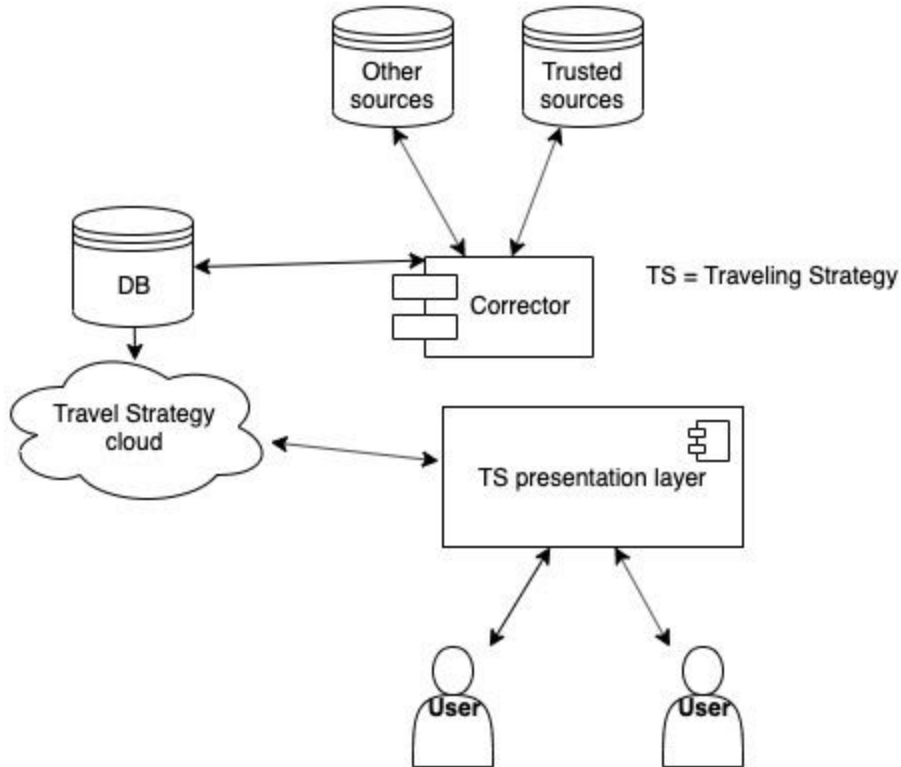 Other
sources
Trusted
sources
DB
Corrector
TS = Traveling Strategy
Travel Strategy
cloud
TS presentation layer
User
User